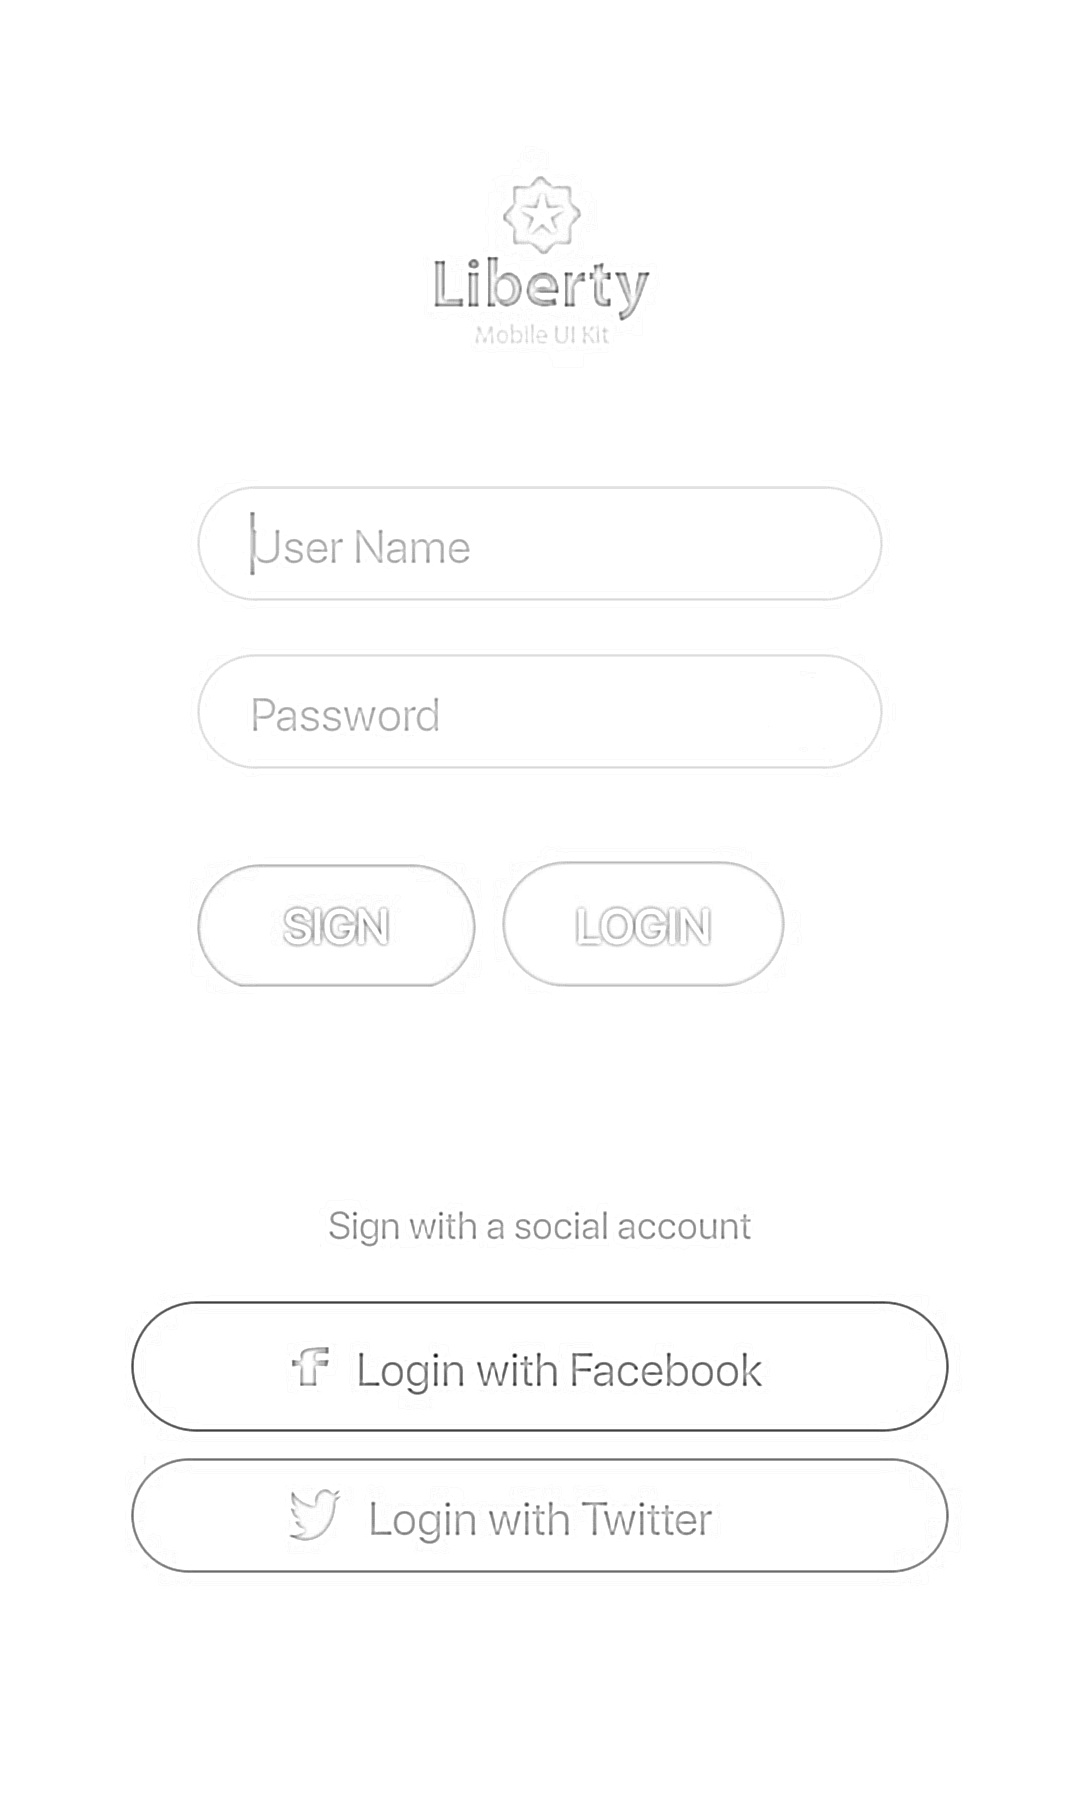 Liberty
Mobile UI Kit
User Name
Password
SIGN LOGIN
Sign with a social account
f Login with Facebook
Login with Twitter